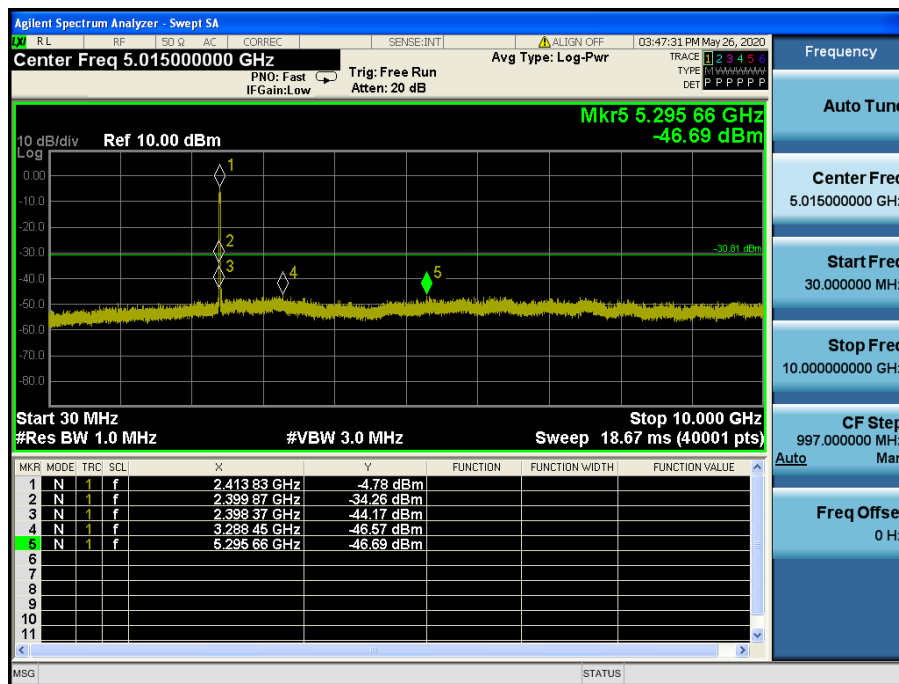 Agilent Spectrum Analyzer - Swept SA
LXI RL RF 50 Ω AC CORREC SENSE:INT ALIGN OFF 03:47:31 PM May 26, 2020
Center Freq 5.015000000 GHz
PNO: Fast
IFGain:Low
Trig: Free Run
Atten: 20 dB
Avg Type: Log-Pwr
TRACE 1 2 3 4 5 6
TYPE M WWWWW
DET P P P P P P
Mkr5 5.295 66 GHz
-46.69 dBm
10 dB/div Ref 10.00 dBm
Log
0.00
-10.0
-20.0
-30.0
-40.0
-50.0
-60.0
-70.0
-80.0
1
2
3
4
5
-30.81 dBm
Start 30 MHz Stop 10.000 GHz
#Res BW 1.0 MHz #VBW 3.0 MHz Sweep 18.67 ms (40001 pts)
MKR MODE TRC SCL X Y FUNCTION FUNCTION WIDTH FUNCTION VALUE
1 N 1 f 2.413 83 GHz -4.78 dBm
2 N 1 f 2.399 87 GHz -34.26 dBm
3 N 1 f 2.398 37 GHz -44.17 dBm
4 N 1 f 3.288 45 GHz -46.57 dBm
5 N 1 f 5.295 66 GHz -46.69 dBm
6
7
8
9
10
11
MSG STATUS
Frequency
Auto Tune
Center Freq
5.015000000 GHz
Start Freq
30.000000 MHz
Stop Freq
10.000000000 GHz
CF Step
997.000000 MHz
Auto Man
Freq Offse
0 Hz